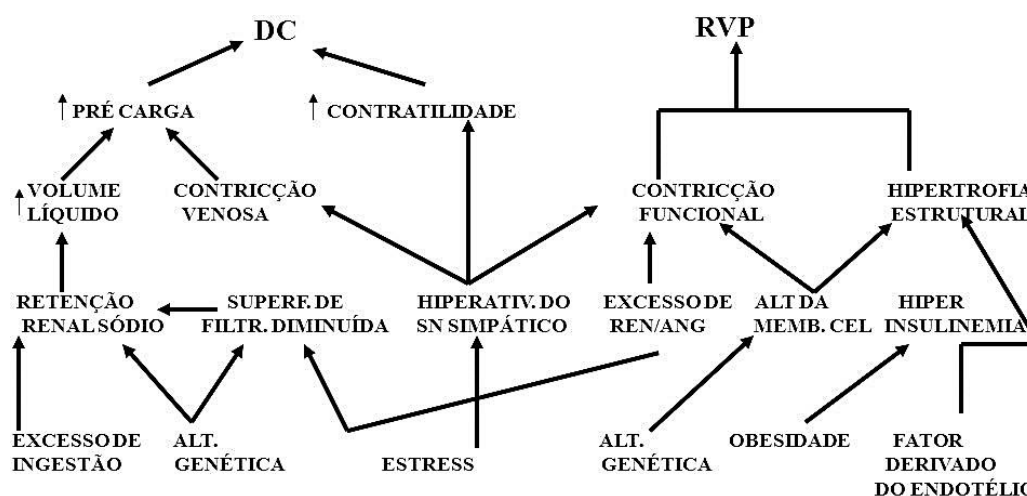 DC
RVP
PRÉ CARGA
CONTRATILIDADE
VOLUME
LÍQUIDO
CONTRICÇÃO
VENOSA
CONTRICÇÃO
FUNCIONAL
HIPERTROFIA
ESTRUTURAL
RETENÇÃO
RENAL SÓDIO
SUPERF. DE
FILTR. DIMINUÍDA
HIPERATIV. DO
SN SIMPÁTICO
EXCESSO DE
REN/ANG
ALT DA
MEMB. CEL
HIPER
INSULINEMIA
EXCESSO DE
INGESTÃO
ALT.
GENÉTICA
ESTRESS
ALT.
GENÉTICA
OBESIDADE
FATOR
DERIVADO
DO ENDOTÉLIO